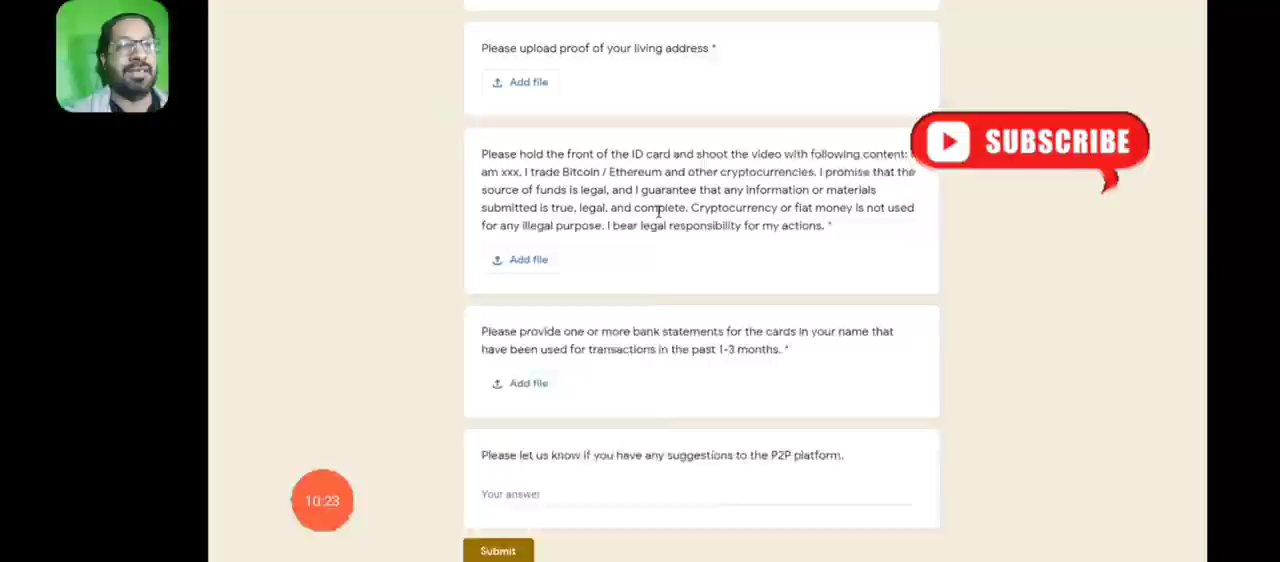 Please upload proof of your living address *
Add file
SUBSCRIBE
Please hold the front of the ID card and shoot the video with following content:
am xxx, I trade Bitcoin / Ethereum and other cryptocurrencies. I promise that the
source of funds is legal, and I guarantee that any information or materials
submitted is true, legal, and complete. Cryptocurrency or fiat money is not used
for any illegal purpose. I bear legal responsibility for my actions. *
Add file
Please provide one or more bank statements for the cards in your name that
have been used for transactions in the past 1-3 months. *
Add file
Please let us know if you have any suggestions to the P2P platform.
Your answer
10:23
Submit